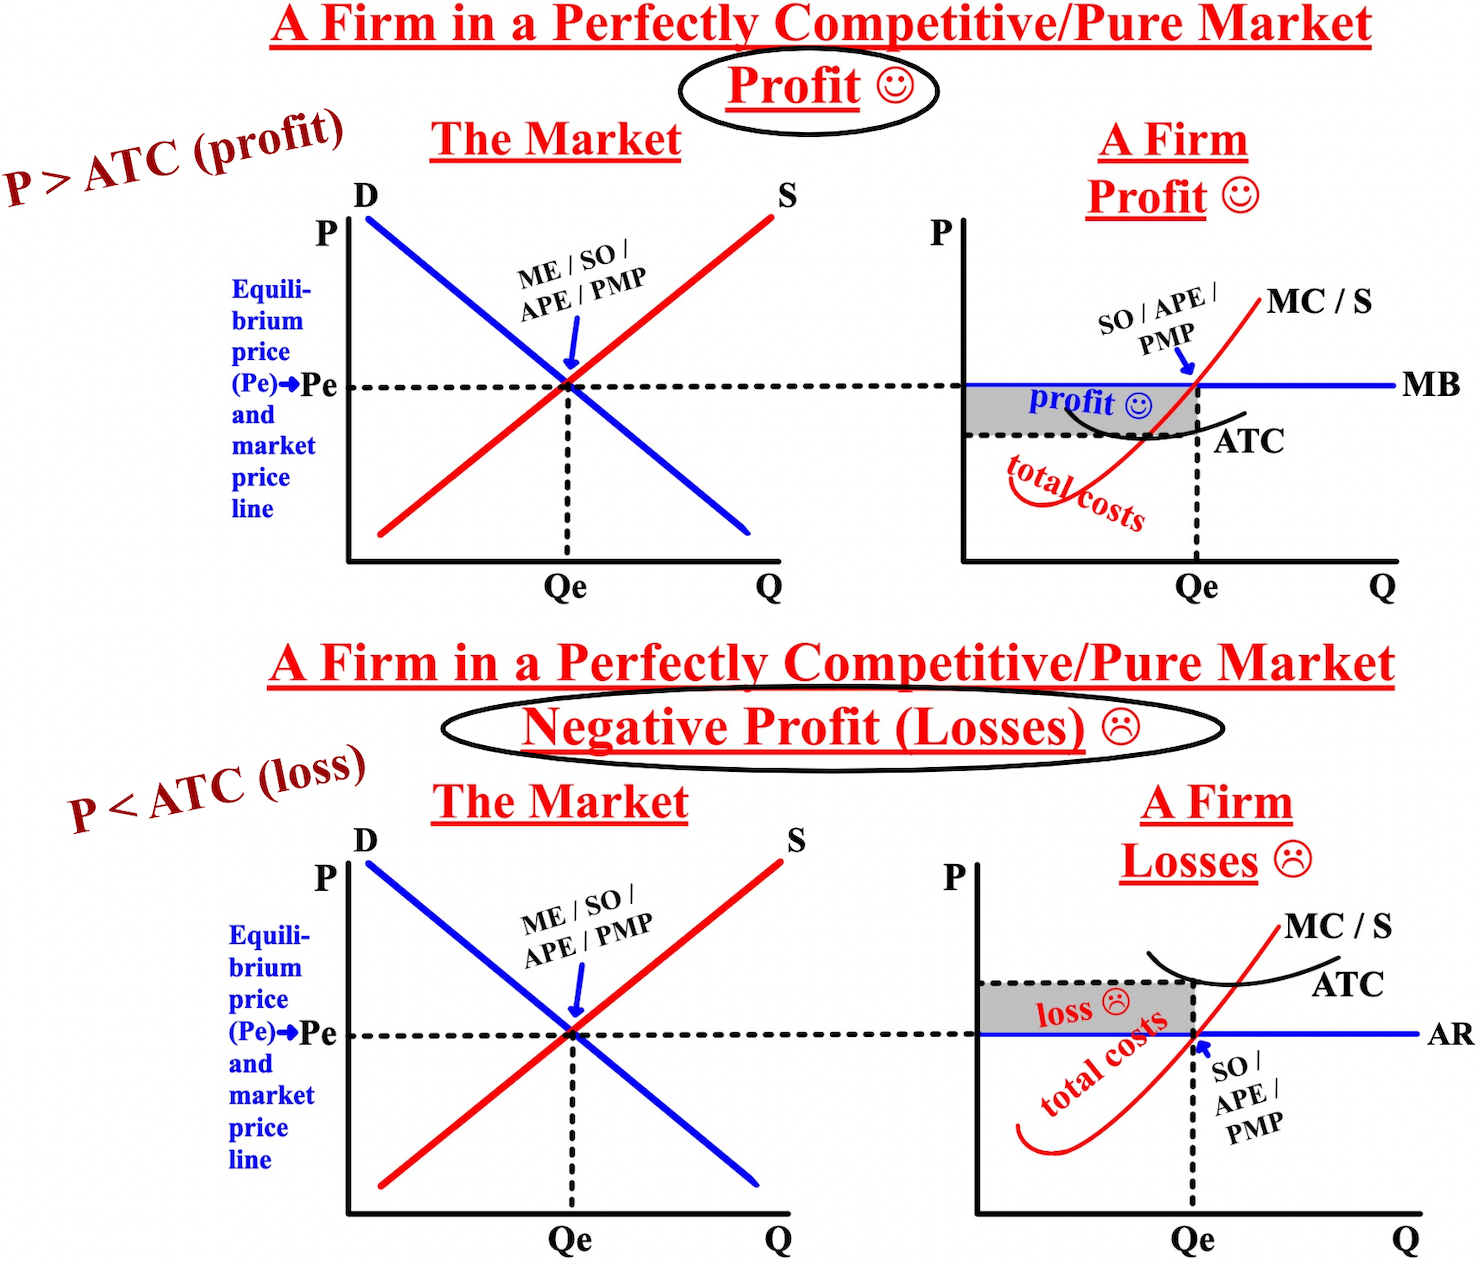 A Firm in a Perfectly Competitive/Pure Market
Profit ☺
P > ATC (profit)
The Market
A Firm
Profit ☺
D
S
P
ME / SO /
APE / PMP
Equili-
brium
price
(Pe)→Pe
and
market
price
line
Qe
Q
P
SO / APE /
PMP
MC / S
MB
profit ☺
ATC
total costs
Qe
Q
A Firm in a Perfectly Competitive/Pure Market
Negative Profit (Losses) ☹
P < ATC (loss)
The Market
A Firm
Losses ☹
D
S
P
ME / SO /
APE / PMP
Equili-
brium
price
(Pe)→Pe
and
market
price
line
Qe
Q
P
MC / S
ATC
loss ☹
total costs
AR
SO /
APE /
PMP
Qe
Q